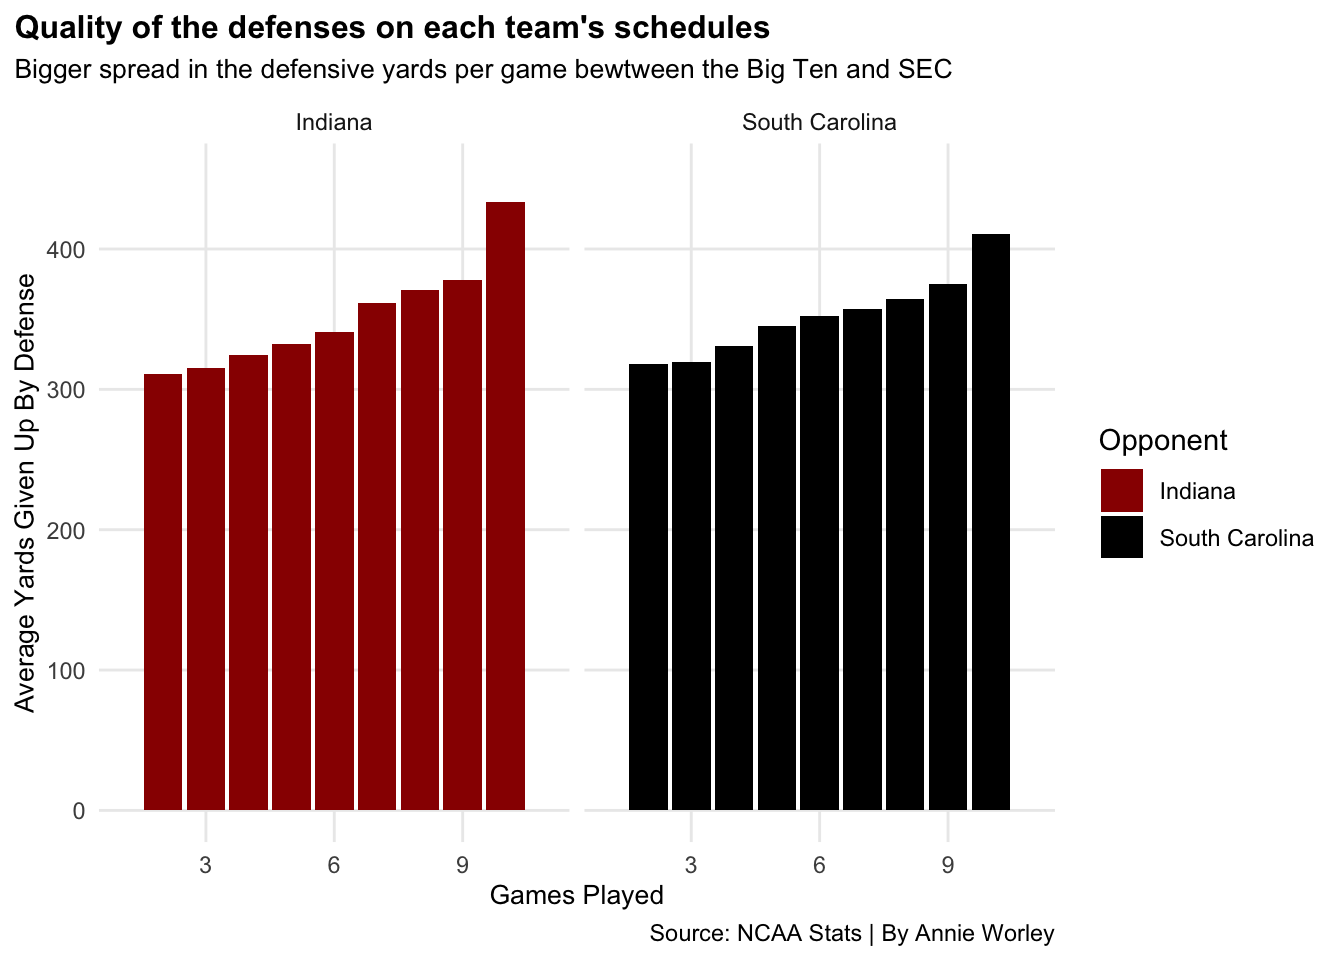 Quality of the defenses on each team's schedules
Bigger spread in the defensive yards per game bewtween the Big Ten and SEC
Indiana
South Carolina
Average Yards Given Up By Defense
400
300
200
100
0
3
6
9
3
6
9
Games Played
Opponent
Indiana
South Carolina
Source: NCAA Stats | By Annie Worley